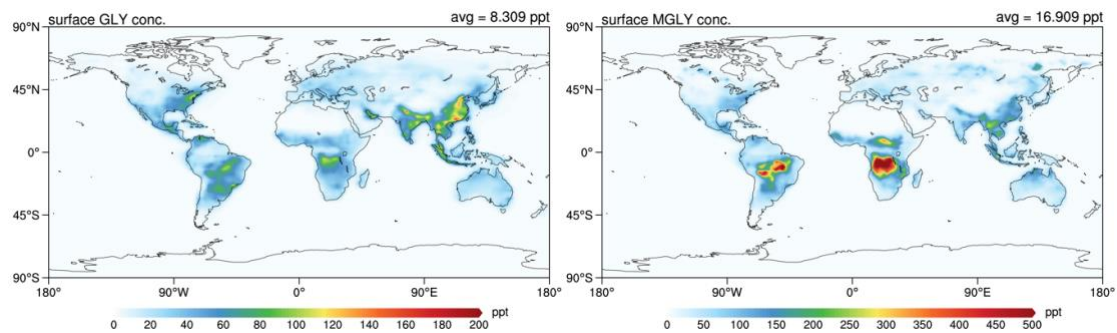 surface GLY conc. avg = 8.309 ppt
90°N
45°N
0°
45°S
90°S
180° 90°W 0° 90°E 180°
0 20 40 60 80 100 120 140 160 180 200 ppt
surface MGLY conc. avg = 16.909 ppt
90°N
45°N
0°
45°S
90°S
180° 90°W 0° 90°E 180°
0 50 100 150 200 250 300 350 400 450 500 ppt